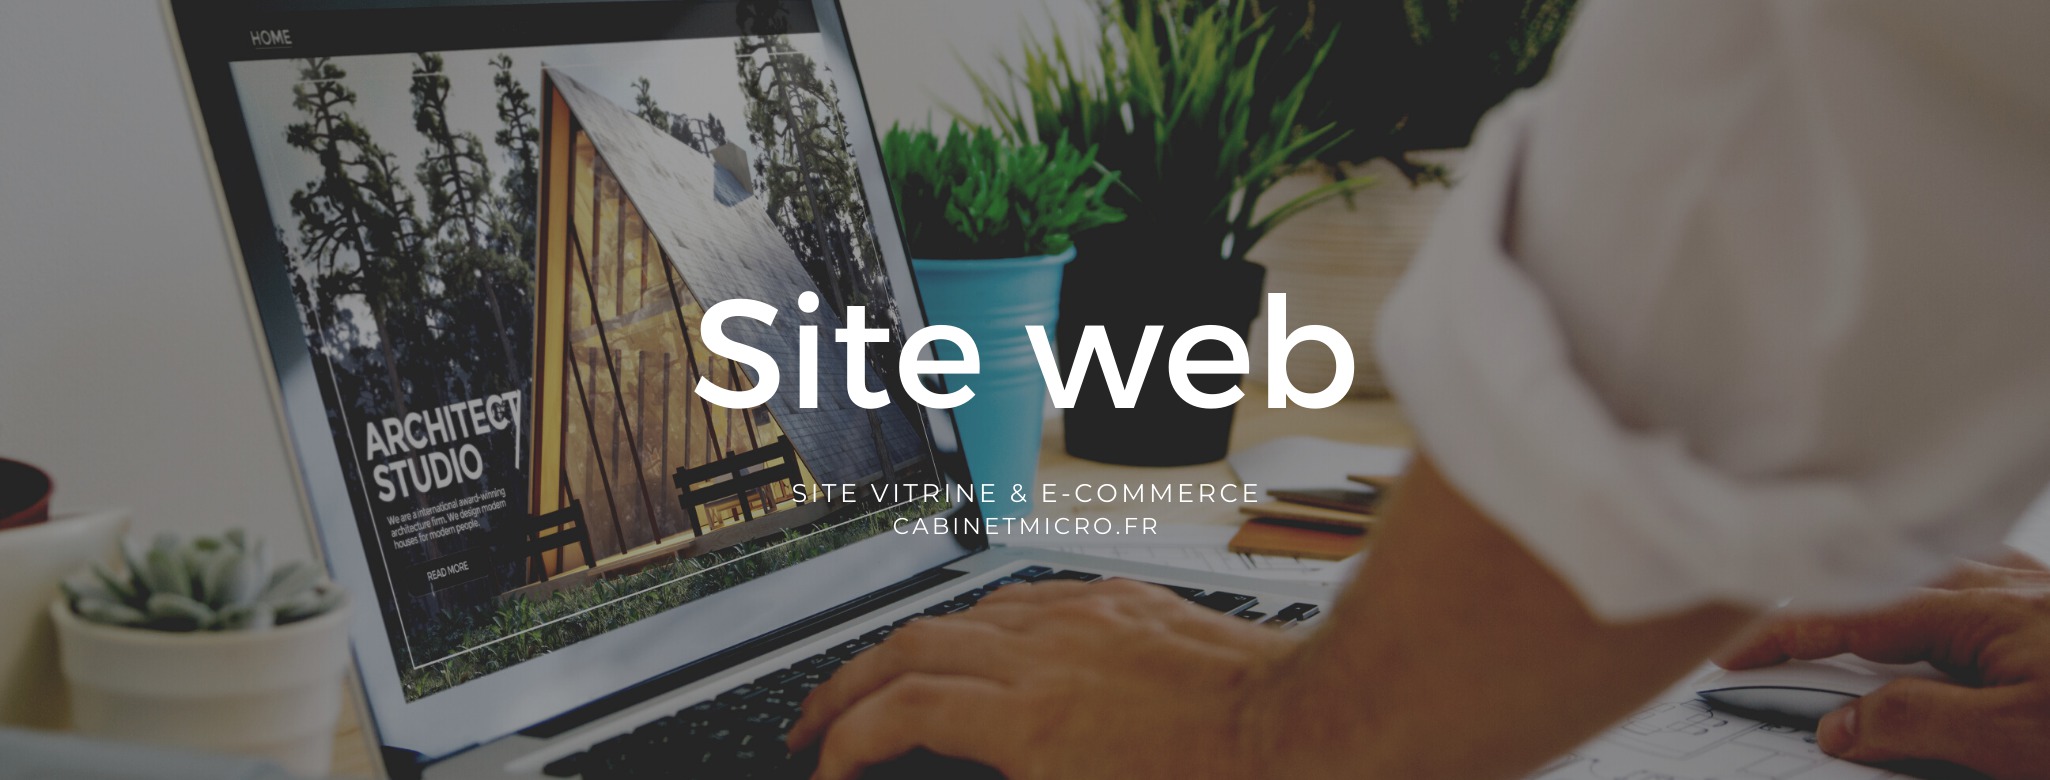 HOME
ARCHITECT
STUDIO
We are a international award-winning
architecture firm. We design modern
houses for modern people.
READ MORE
Site web
SITE VITRINE & E-COMMERCE
CABINETMICRO.FR